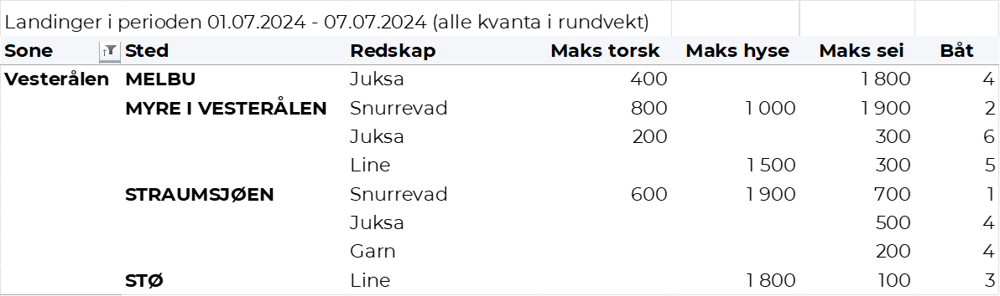 Landinger i perioden 01.07.2024 - 07.07.2024 (alle kvanta i rundvekt)
Sone Sted Redskap Maks torsk Maks hyse Maks sei Båt
Vesterålen MELBU Juksa 400 1 800 4
MYRE I VESTERÅLEN Snurrevad 800 1 000 1 900 2
Juksa 200 300 6
Line 1 500 300 5
STRAUMSJØEN Snurrevad 600 1 900 700 1
Juksa 500 4
Garn 200 4
STØ Line 1 800 100 3